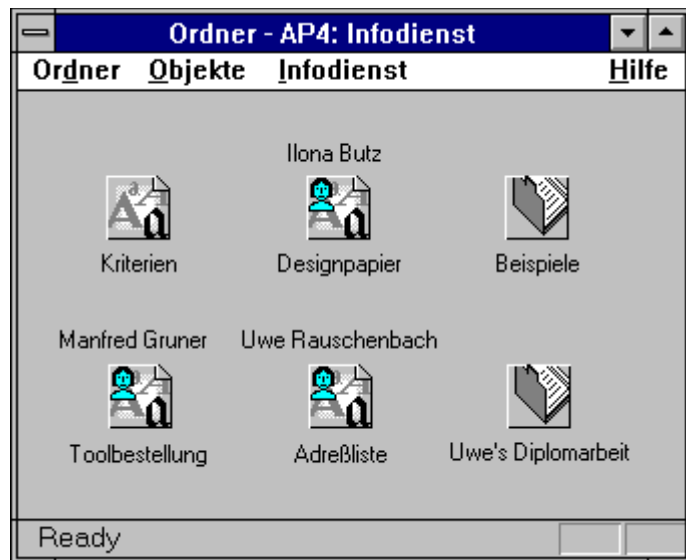 Ordner - AP4: Infodienst
Ordner Objekte Infodienst Hilfe
Ilona Butz
Kriterien Designpapier Beispiele
Manfred Gruner Uwe Rauschenbach
Toolbestellung Adreßliste Uwe's Diplomarbeit
Ready